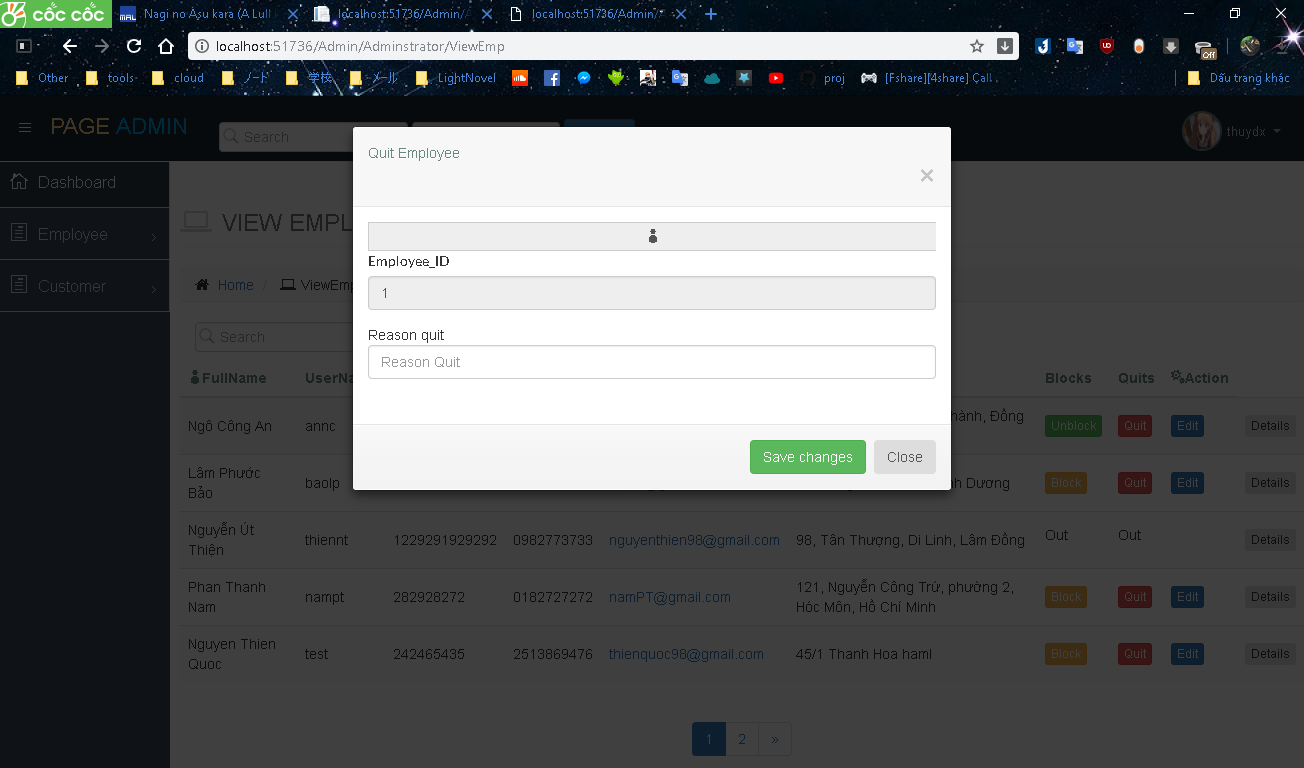 cốc cốc
MAL Nagi no Asu kara (A Lull
localhost:51736/Admin/
localhost:51736/Admin/
localhost:51736/Admin/Adminstrator/ViewEmp
Off
Other tools- cloud ノード 学校 メール LightNovel proj [Fshare][4share] Call Dấu trang khác
PAGE ADMIN Search thuydx
Quit Employee
×
Dashboard
Employee
Customer
VIEW EMPL
Home / ViewEmp
Search
Employee_ID
1
Reason quit
Reason Quit
Save changes Close
FullName UserNa Blocks Quits Action
Ngô Công An annc hành, Đồng Unblock Quit Edit Details
Lâm Phước Bảo baolp h Dương Block Quit Edit Details
Nguyễn Út Thiện thiennt 1229291929292 0982773733 nguyenthien98@gmail.com 98, Tân Thượng, Di Linh, Lâm Đồng Out Out Details
Phan Thanh Nam nampt 282928272 0182727272 namPT@gmail.com 121, Nguyễn Công Trứ, phường 2, Hóc Môn, Hồ Chí Minh Block Quit Edit Details
Nguyen Thien Quoc test 242465435 2513869476 thienquoc98@gmail.com 45/1 Thanh Hoa haml Block Quit Edit Details
1 2 »